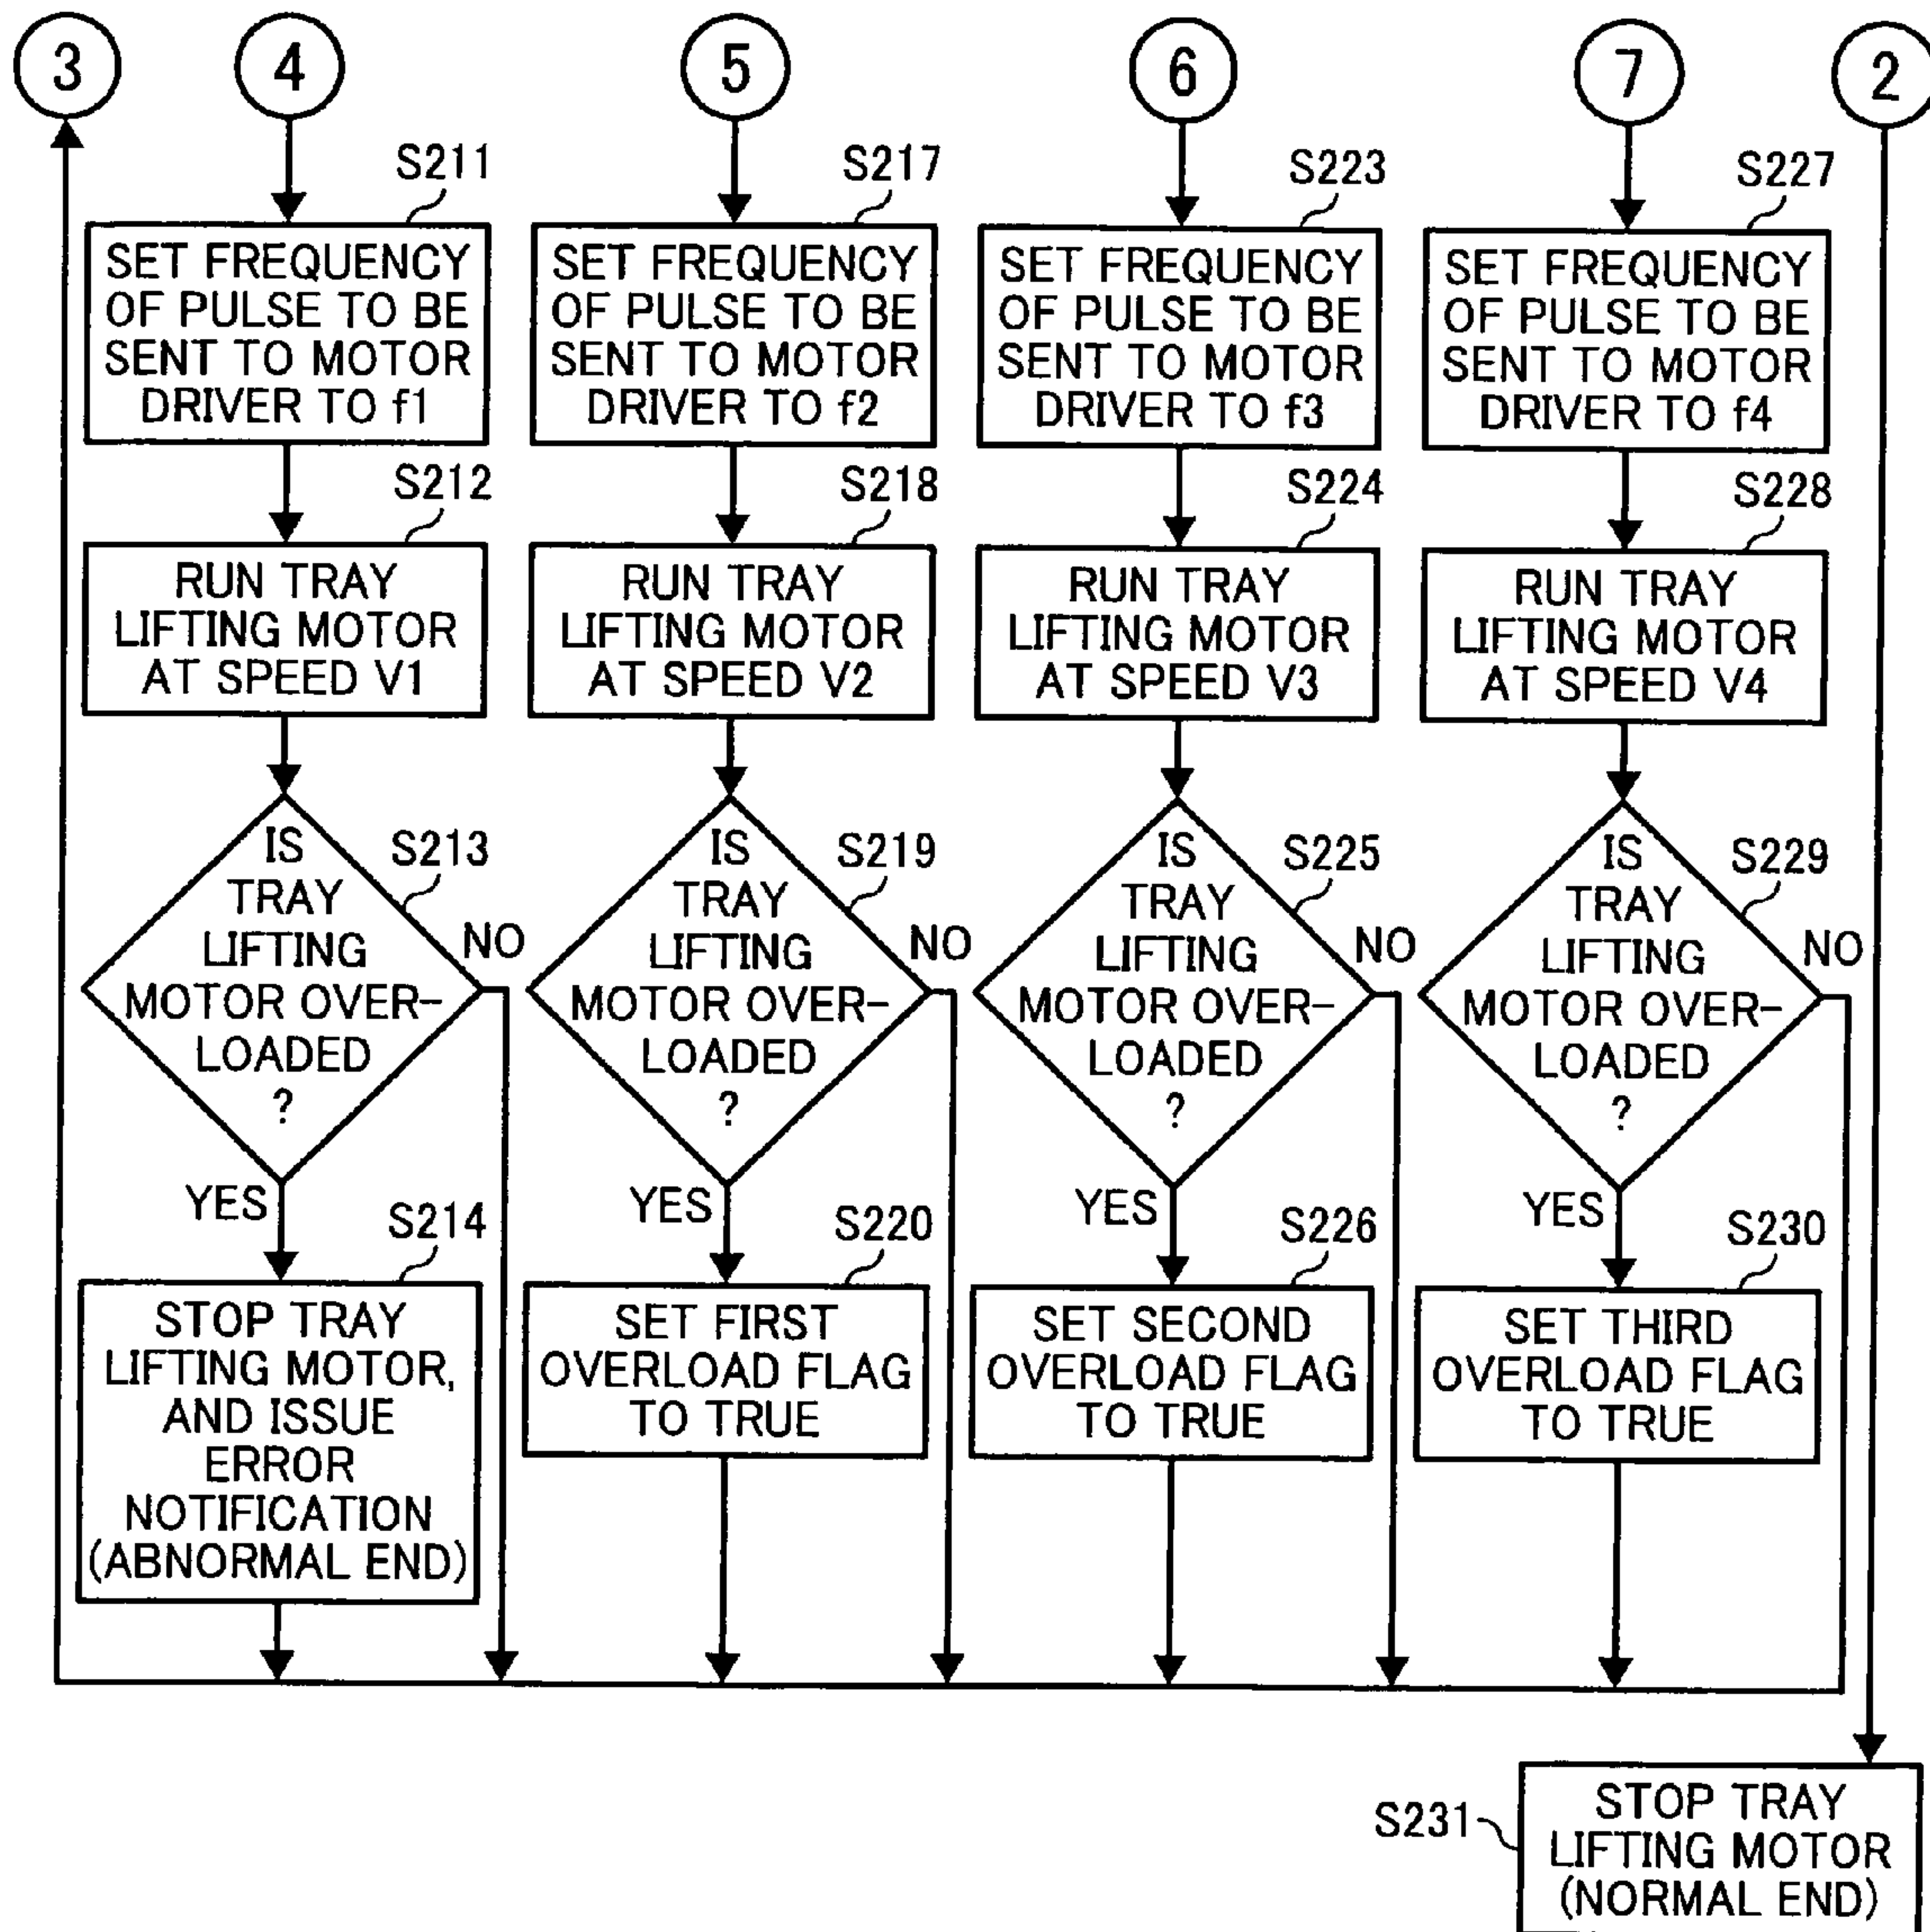 3
4
5
6
7
2
S211
SET FREQUENCY
OF PULSE TO BE
SENT TO MOTOR
DRIVER TO f1
S212
RUN TRAY
LIFTING MOTOR
AT SPEED V1
S213
IS
TRAY
LIFTING
MOTOR OVER-
LOADED
?
NO
YES
S214
STOP TRAY
LIFTING MOTOR,
AND ISSUE
ERROR
NOTIFICATION
(ABNORMAL END)
S217
SET FREQUENCY
OF PULSE TO BE
SENT TO MOTOR
DRIVER TO f2
S218
RUN TRAY
LIFTING MOTOR
AT SPEED V2
S219
IS
TRAY
LIFTING
MOTOR OVER-
LOADED
?
NO
YES
S220
SET FIRST
OVERLOAD FLAG
TO TRUE
S223
SET FREQUENCY
OF PULSE TO BE
SENT TO MOTOR
DRIVER TO f3
S224
RUN TRAY
LIFTING MOTOR
AT SPEED V3
S225
IS
TRAY
LIFTING
MOTOR OVER-
LOADED
?
NO
YES
S226
SET SECOND
OVERLOAD FLAG
TO TRUE
S227
SET FREQUENCY
OF PULSE TO BE
SENT TO MOTOR
DRIVER TO f4
S228
RUN TRAY
LIFTING MOTOR
AT SPEED V4
S229
IS
TRAY
LIFTING
MOTOR OVER-
LOADED
?
NO
YES
S230
SET THIRD
OVERLOAD FLAG
TO TRUE
S231
STOP TRAY
LIFTING MOTOR
(NORMAL END)